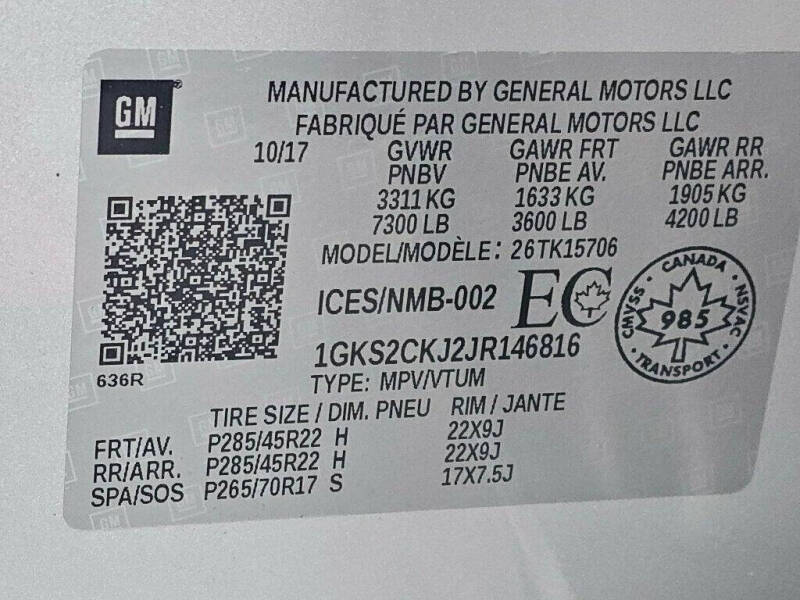 GM
MANUFACTURED BY GENERAL MOTORS LLC
FABRIQUÉ PAR GENERAL MOTORS LLC
10/17 GVWR GAWR FRT GAWR RR
PNBV PNBE AV. PNBE ARR.
3311 KG 1633 KG 1905 KG
7300 LB 3600 LB 4200 LB
MODEL/MODÈLE: 26TK15706
ICES/NMB-002 EC
CANADA
CMVSS • NSVAC
985
TRANSPORT
1GKS2CKJ2JR146816
636R
TYPE: MPV/VTUM
TIRE SIZE / DIM. PNEU RIM / JANTE
FRT/AV. P285/45R22 H 22X9J
RR/ARR. P285/45R22 H 22X9J
SPA/SOS P265/70R17 S 17X7.5J
GM